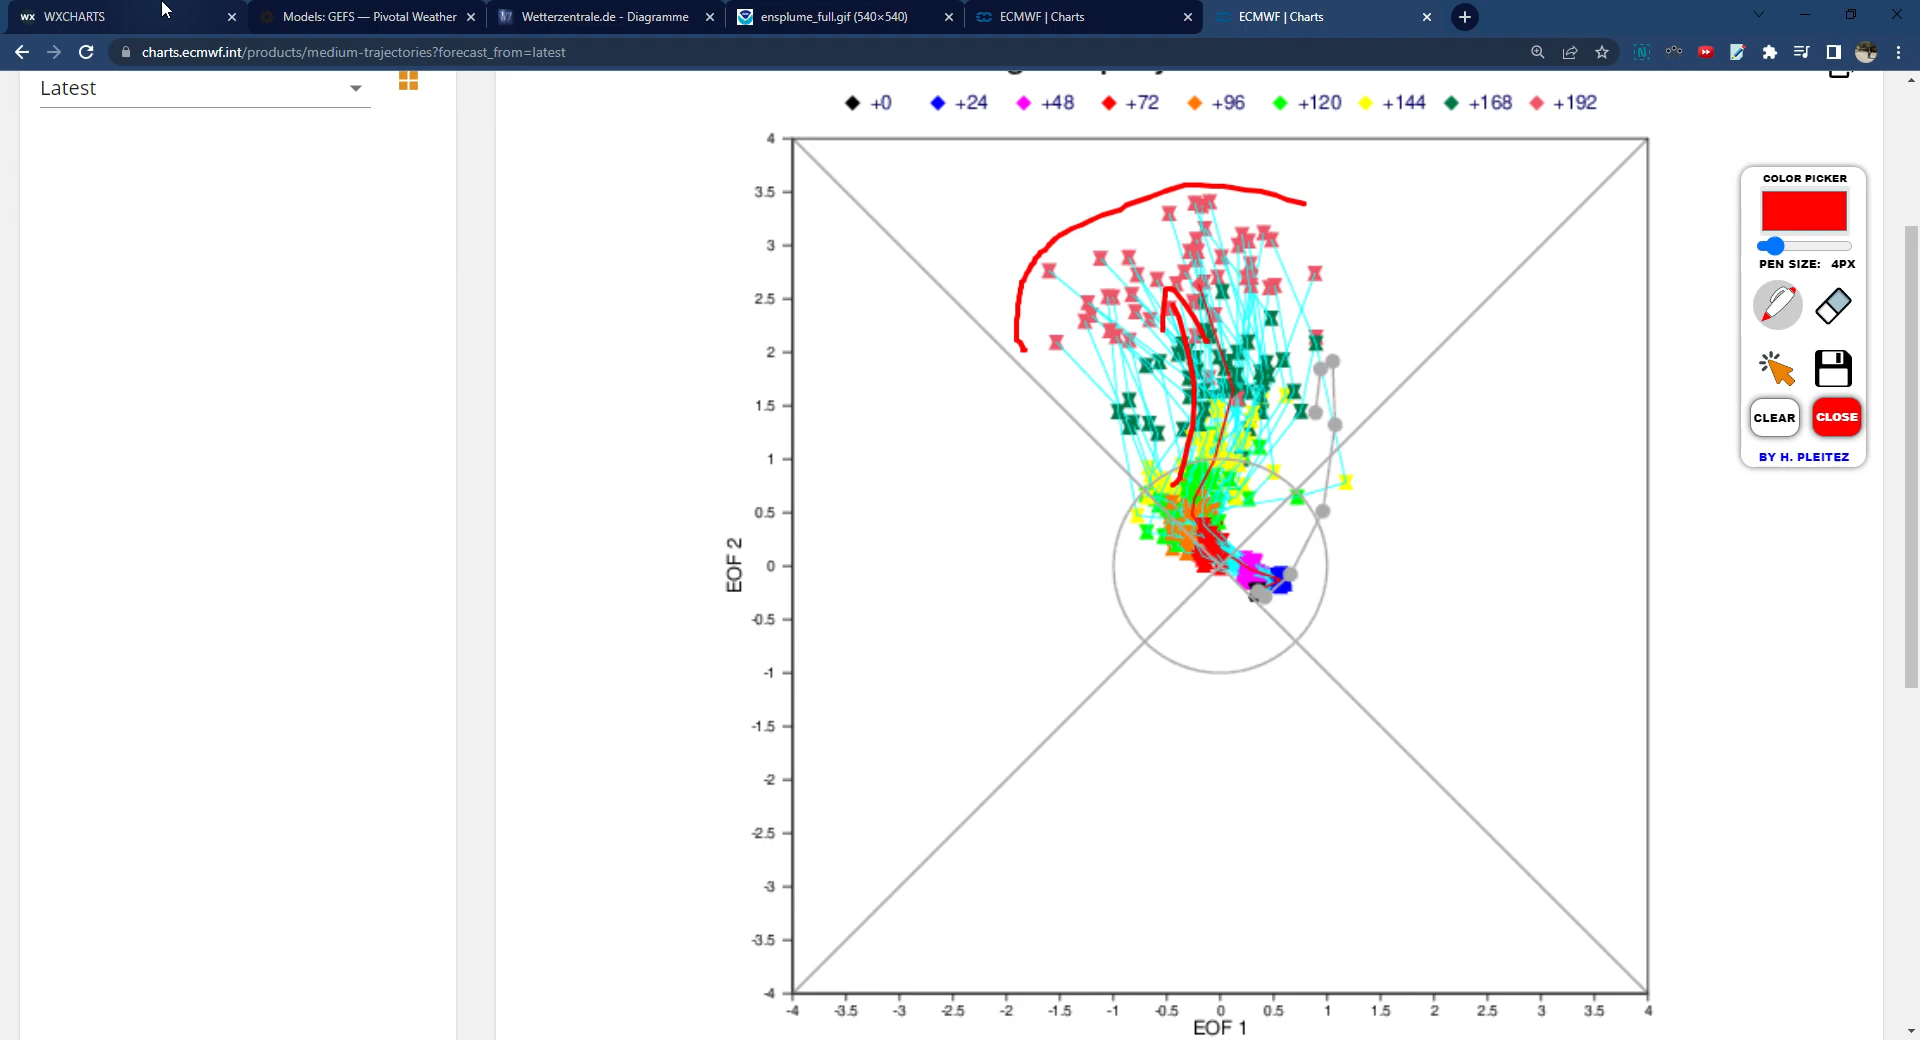 WX WXCHARTS
Models: GEFS — Pivotal Weather
Wetterzentrale.de - Diagramme
ensplume_full.gif (540×540)
ECMWF | Charts
ECMWF | Charts
charts.ecmwf.int/products/medium-trajectories?forecast_from=latest
Latest
+0 +24 +48 +72 +96 +120 +144 +168 +192
COLOR PICKER
PEN SIZE: 4PX
CLEAR CLOSE
BY H. PLEITEZ
4
3.5
3
2.5
2
1.5
1
0.5
0
-0.5
-1
-1.5
-2
-2.5
-3
-3.5
-4
EOF 2
-4 -3.5 -3 -2.5 -2 -1.5 -1 -0.5 0 0.5 1 1.5 2 2.5 3 3.5 4
EOF 1